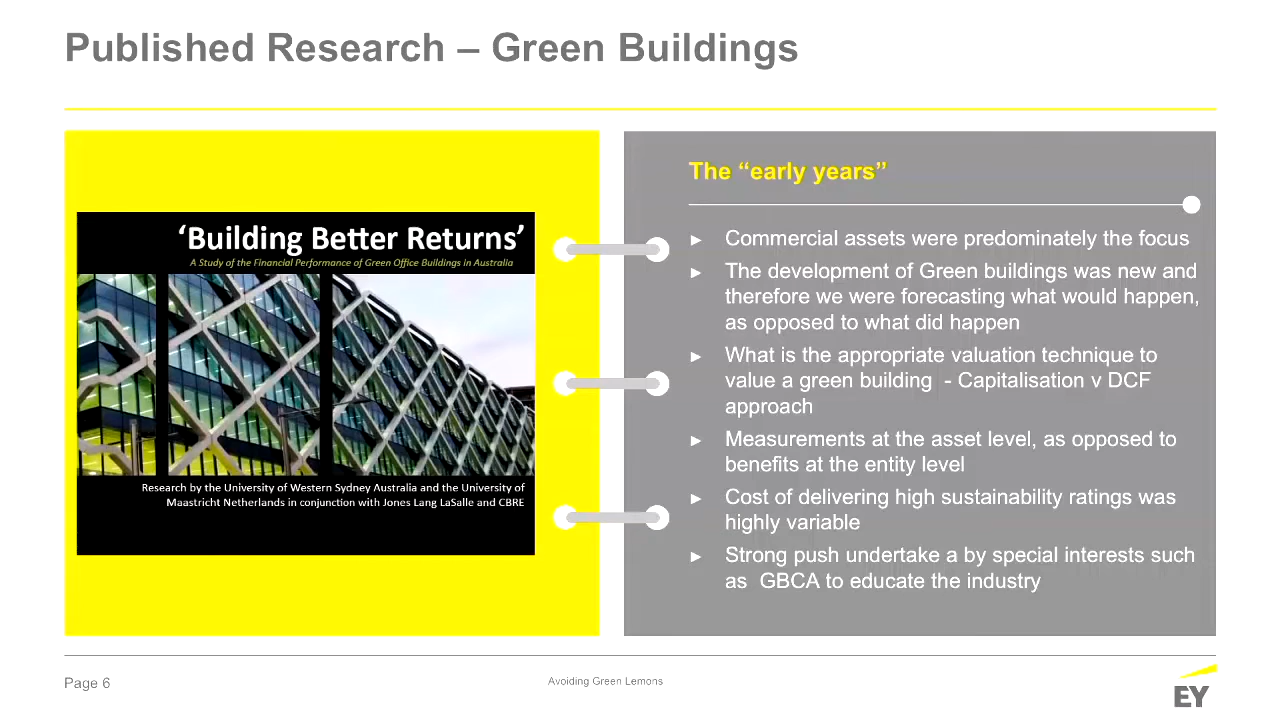 Published Research – Green Buildings
‘Building Better Returns’
A Study of the Financial Performance of Green Office Buildings in Australia
Research by the University of Western Sydney Australia and the University of
Maastricht Netherlands in conjunction with Jones Lang LaSalle and CBRE
The “early years”
► Commercial assets were predominately the focus
► The development of Green buildings was new and
therefore we were forecasting what would happen,
as opposed to what did happen
► What is the appropriate valuation technique to
value a green building - Capitalisation v DCF
approach
► Measurements at the asset level, as opposed to
benefits at the entity level
► Cost of delivering high sustainability ratings was
highly variable
► Strong push undertake a by special interests such
as GBCA to educate the industry
Page 6
Avoiding Green Lemons
EY